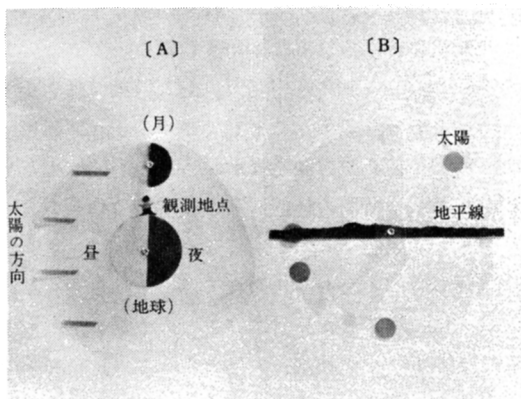 〔A〕
〔B〕
(月)
太陽
観測地点
地平線
太陽の方向
昼
夜
(地球)